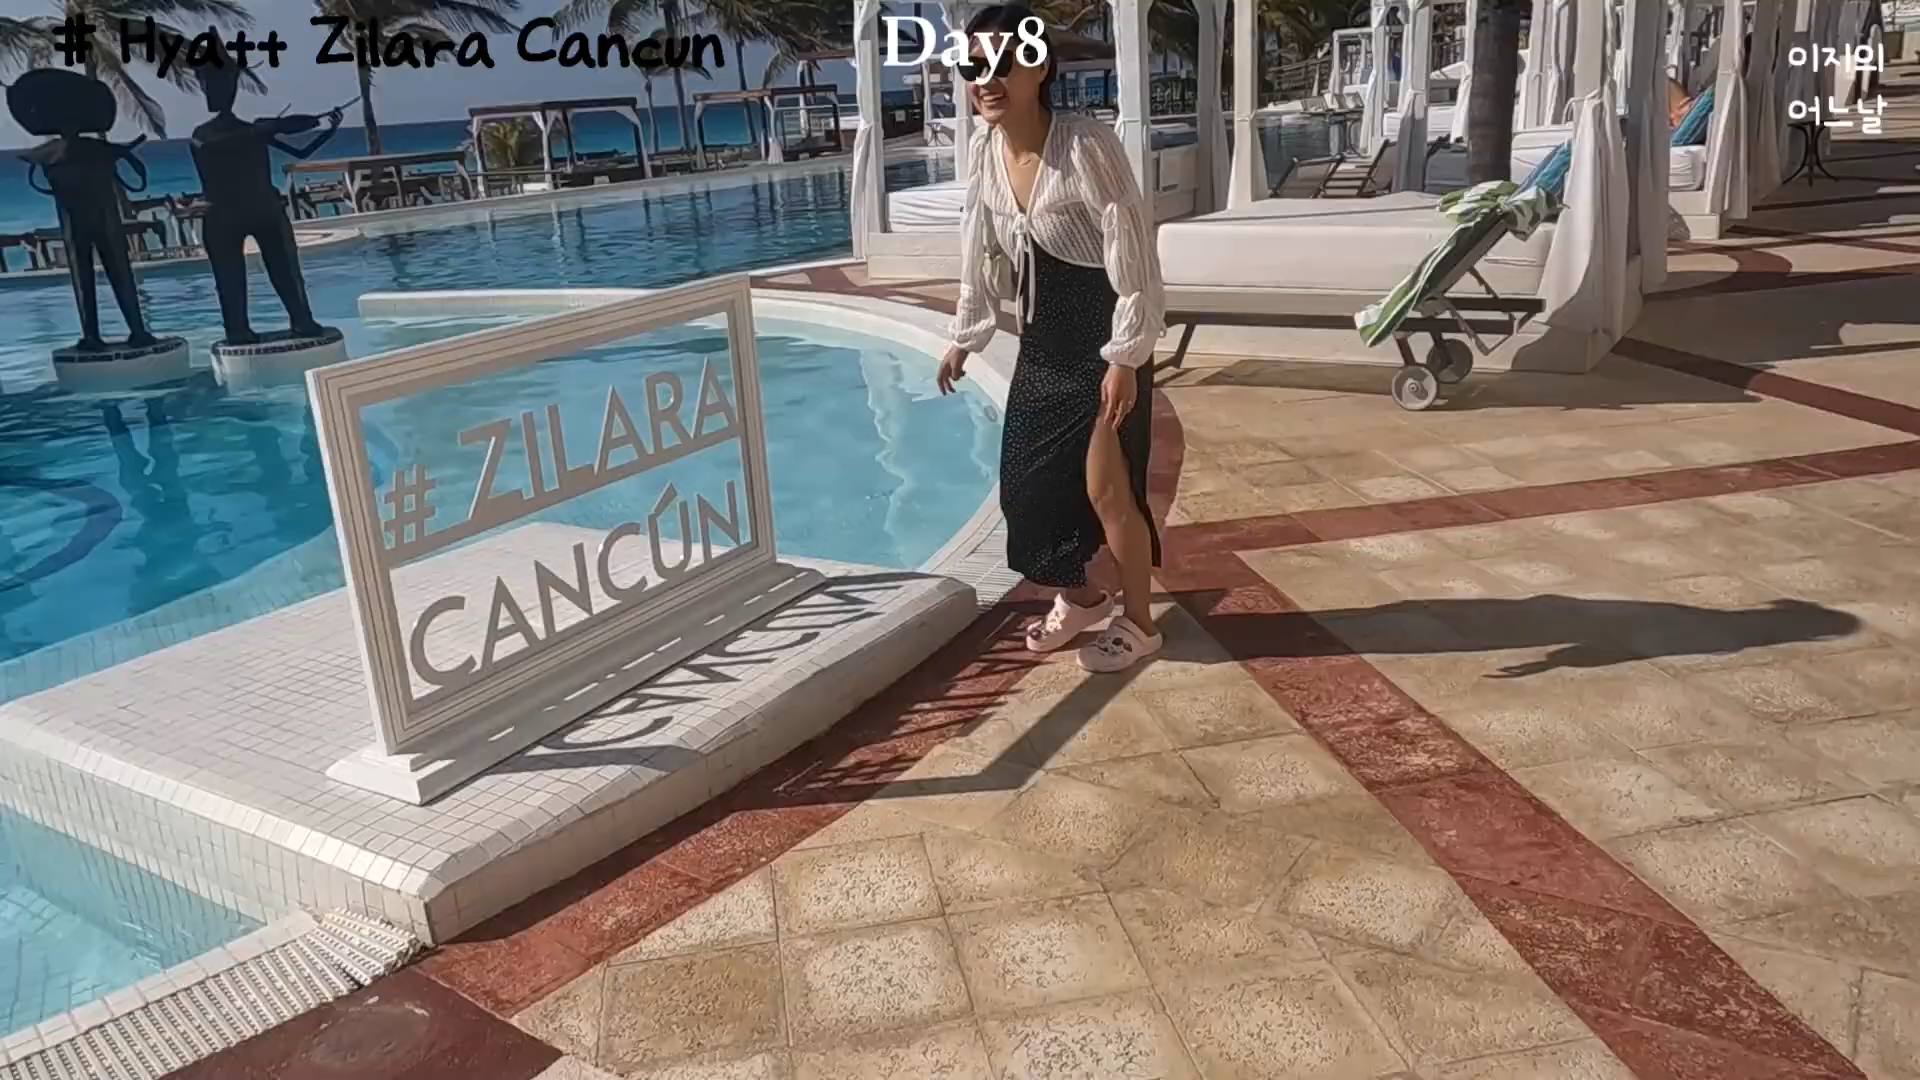 # Hyatt Zilara Cancun
Day8
이지의
어느날
# ZILARA
CANCÚN